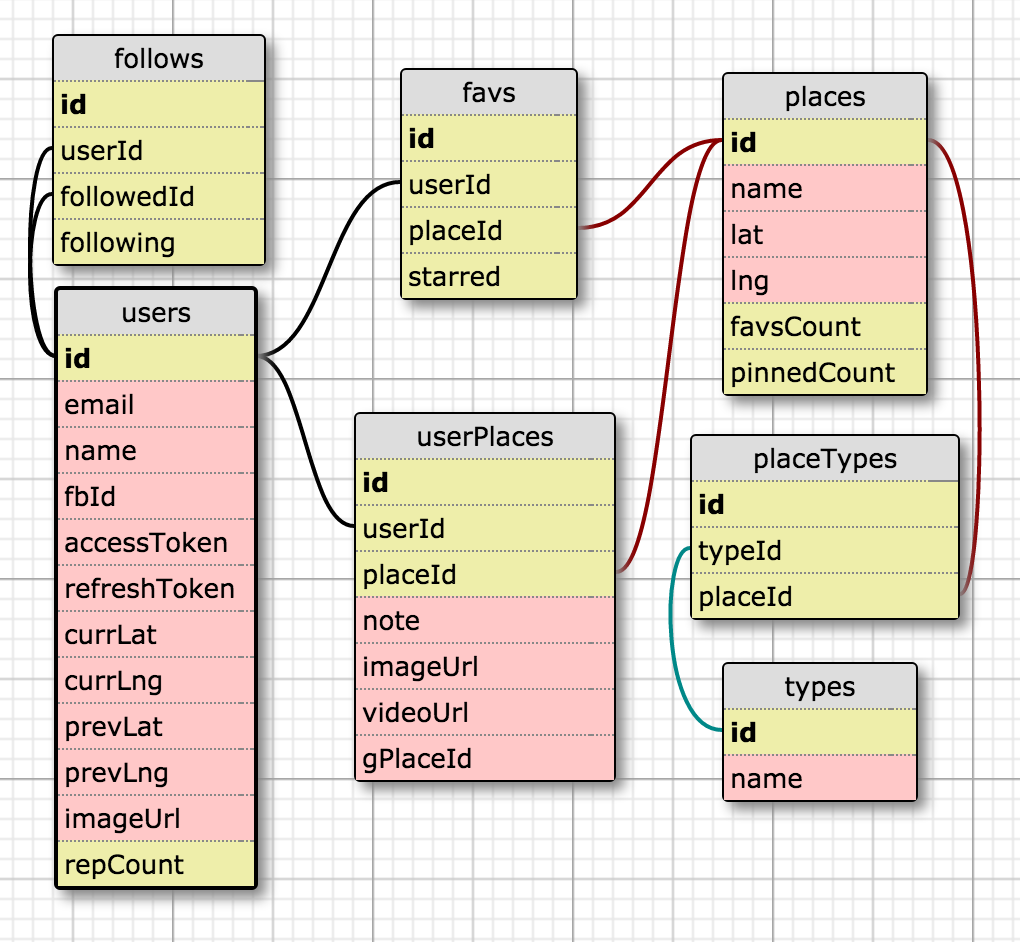 follows
id
userId
followedId
following
users
id
email
name
fbId
accessToken
refreshToken
currLat
currLng
prevLat
prevLng
imageUrl
repCount
favs
id
userId
placeId
starred
userPlaces
id
userId
placeId
note
imageUrl
videoUrl
gPlaceId
places
id
name
lat
lng
favsCount
pinnedCount
placeTypes
id
typeId
placeId
types
id
name